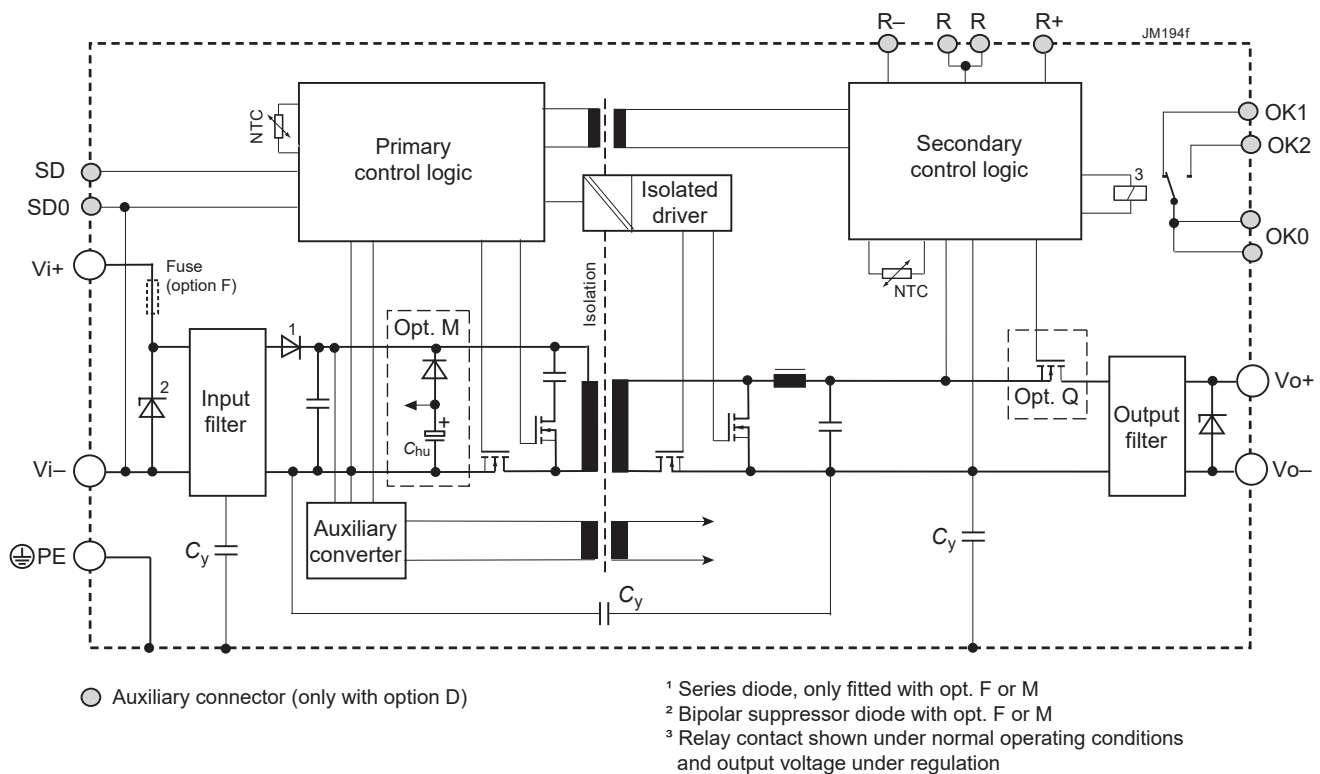 R–
R
R
R+
JM194f
NTC
Primary
control logic
Secondary
control logic
OK1
OK2
SD
SD0
3
Isolated
driver
OK0
Vi+
Fuse
(option F)
Isolation
NTC
1
Opt. M
2
Input
filter
+
Chu
Opt. Q
Output
filter
Vo+
Vi–
Vo–
Auxiliary
converter
PE
Cy
Cy
Cy
Auxiliary connector (only with option D)
¹ Series diode, only fitted with opt. F or M
² Bipolar suppressor diode with opt. F or M
³ Relay contact shown under normal operating conditions
and output voltage under regulation